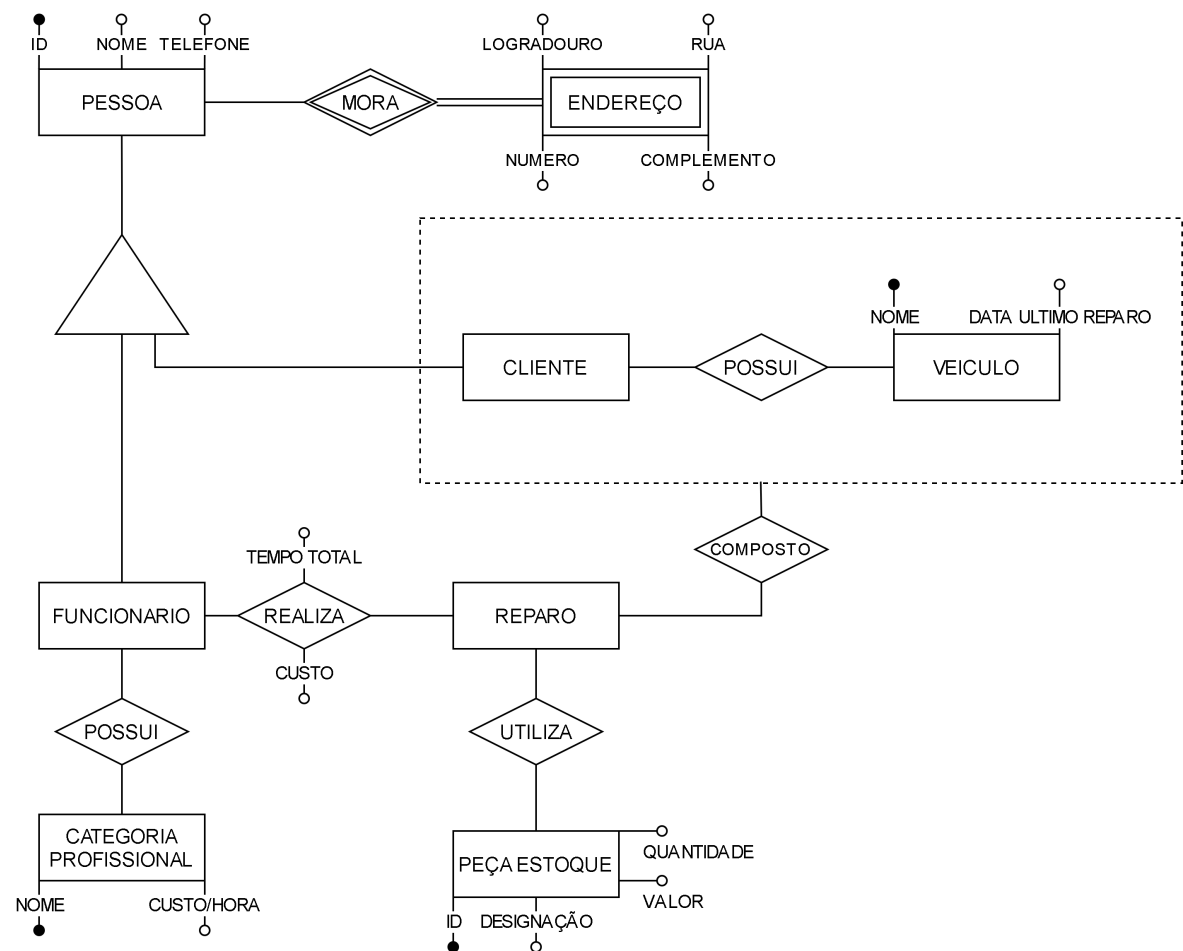 ID
NOME
TELEFONE
LOGRADOURO
RUA
PESSOA
MORA
ENDEREÇO
NUMERO
COMPLEMENTO
NOME
DATA ULTIMO REPARO
CLIENTE
POSSUI
VEICULO
COMPOSTO
TEMPO TOTAL
FUNCIONARIO
REALIZA
REPARO
CUSTO
POSSUI
UTILIZA
CATEGORIA
PROFISSIONAL
PEÇA ESTOQUE
QUANTIDADE
VALOR
NOME
CUSTO/HORA
ID
DESIGNAÇÃO